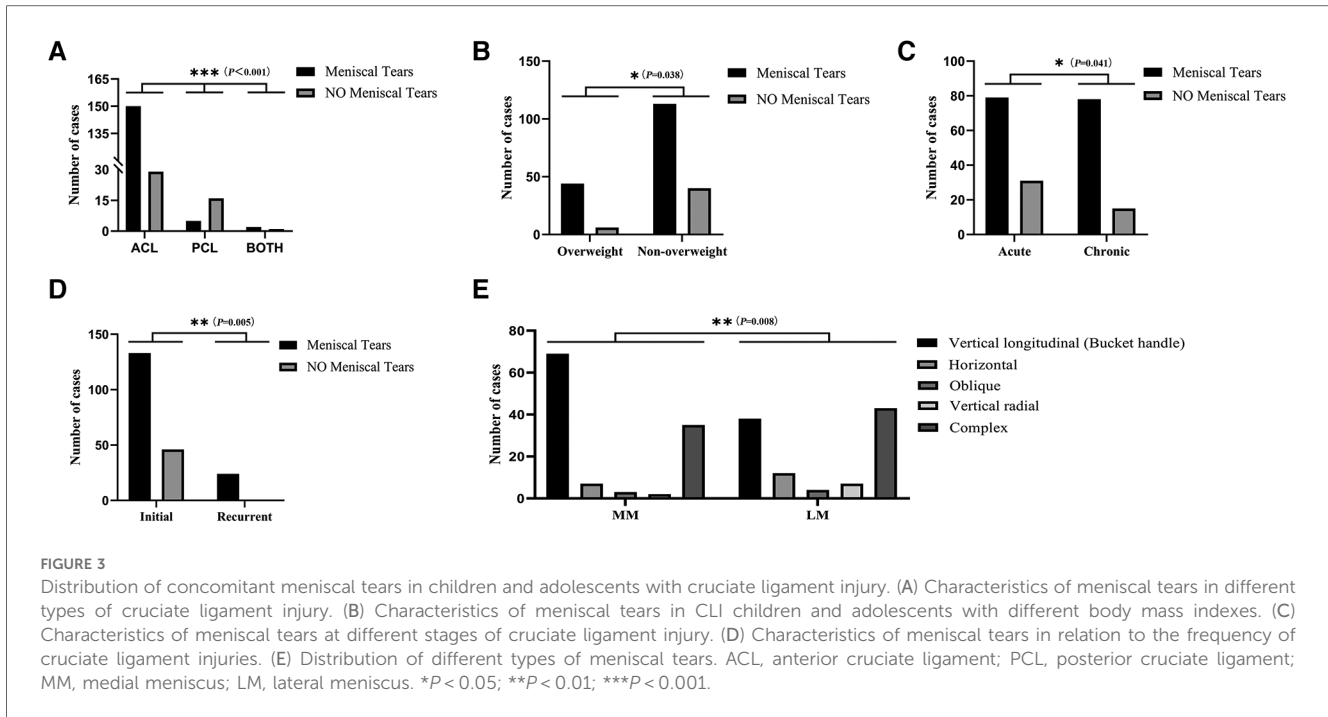 A
*** (P<0.001)
Meniscal Tears
NO Meniscal Tears
Number of cases
165
150
135
30
15
0
ACL PCL BOTH
B
* (P=0.038)
Meniscal Tears
NO Meniscal Tears
Number of cases
150
100
50
0
Overweight Non-overweight
C
* (P=0.041)
Meniscal Tears
NO Meniscal Tears
Number of cases
100
80
60
40
20
0
Acute Chronic
D
** (P=0.005)
Meniscal Tears
NO Meniscal Tears
Number of cases
150
100
50
0
Initial Recurrent
E
** (P=0.008)
Vertical longitudinal (Bucket handle)
Horizontal
Oblique
Vertical radial
Complex
Number of cases
80
60
40
20
0
MM LM
FIGURE 3
Distribution of concomitant meniscal tears in children and adolescents with cruciate ligament injury. (A) Characteristics of meniscal tears in different
types of cruciate ligament injury. (B) Characteristics of meniscal tears in CLI children and adolescents with different body mass indexes. (C)
Characteristics of meniscal tears at different stages of cruciate ligament injury. (D) Characteristics of meniscal tears in relation to the frequency of
cruciate ligament injuries. (E) Distribution of different types of meniscal tears. ACL, anterior cruciate ligament; PCL, posterior cruciate ligament;
MM, medial meniscus; LM, lateral meniscus. *P < 0.05; **P < 0.01; ***P < 0.001.